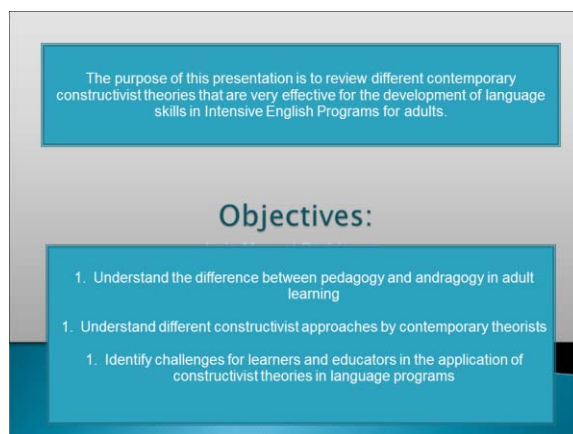 The purpose of this presentation is to review different contemporary
constructivist theories that are very effective for the development of language
skills in Intensive English Programs for adults.
Objectives:
1. Understand the difference between pedagogy and andragogy in adult
learning
1. Understand different constructivist approaches by contemporary theorists
1. Identify challenges for learners and educators in the application of
constructivist theories in language programs